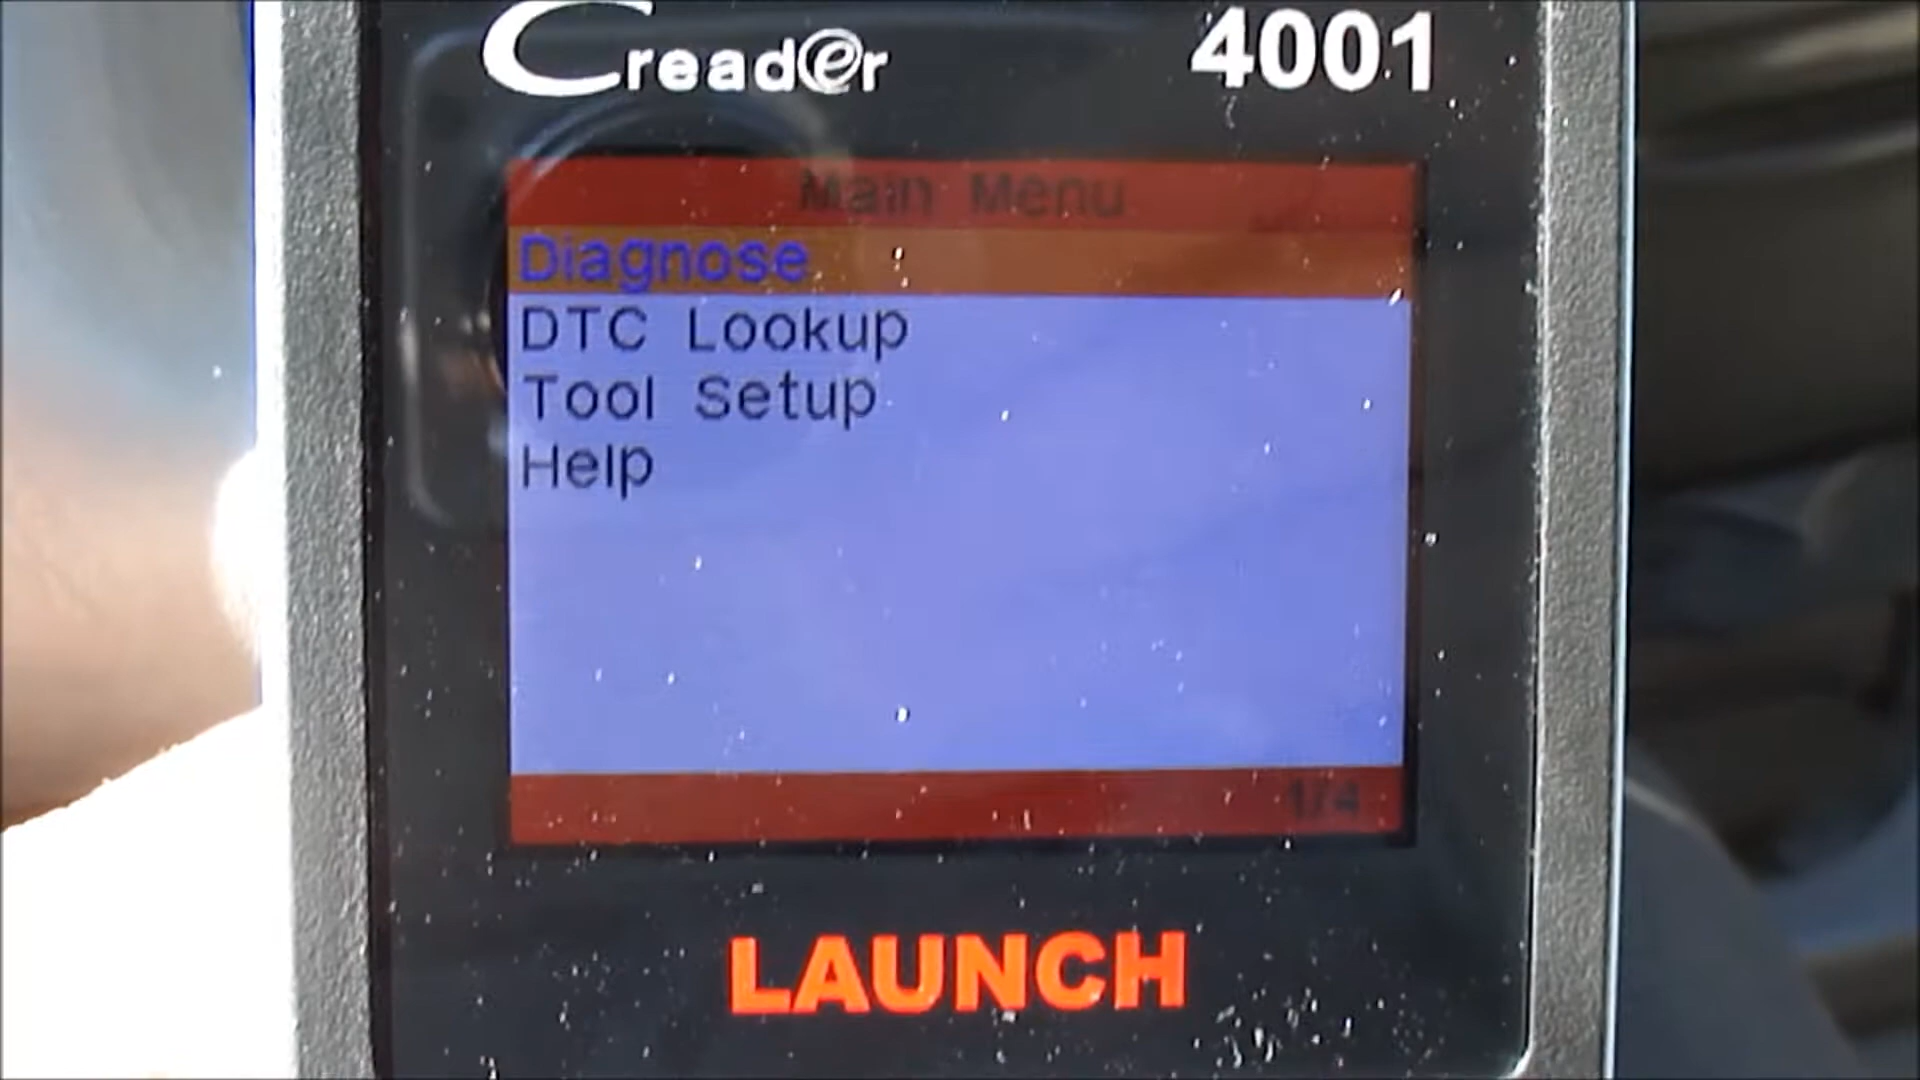 Creader 4001
Main Menu
Diagnose
DTC Lookup
Tool Setup
Help
1/4
LAUNCH